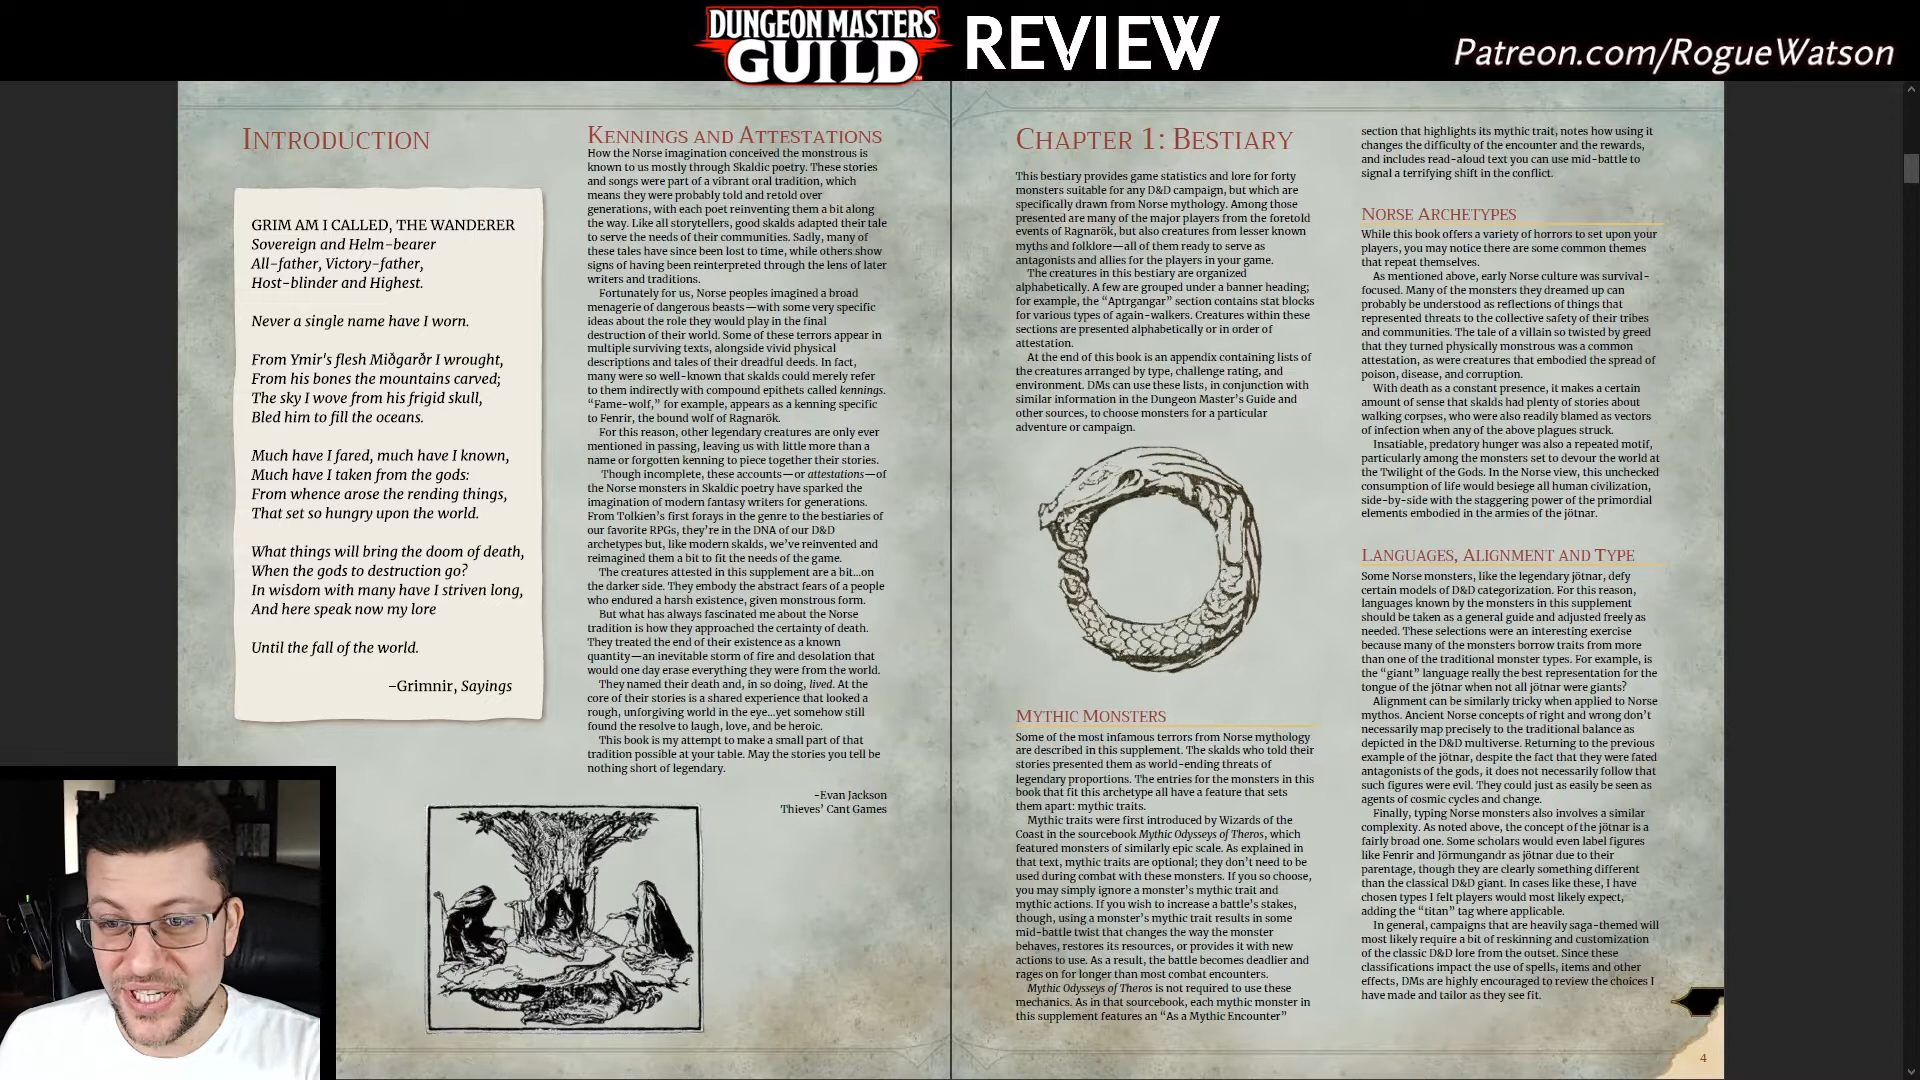 DUNGEON MASTERS
GUILD
REVIEW
Patreon.com/RogueWatson
INTRODUCTION
GRIM AM I CALLED, THE WANDERER
Sovereign and Helm-bearer
All-father, Victory-father,
Host-blinder and Highest.
Never a single name have I worn.
From Ymir's flesh Miðgarðr I wrought,
From his bones the mountains carved;
The sky I wove from his frigid skull,
Bled him to fill the oceans.
Much have I fared, much have I known,
Much have I taken from the gods:
From whence arose the rending things,
That set so hungry upon the world.
What things will bring the doom of death,
When the gods to destruction go?
In wisdom with many have I striven long,
And here speak now my lore
Until the fall of the world.
–Grimnir, Sayings
KENNINGS AND ATTESTATIONS
How the Norse imagination conceived the monstrous is
known to us mostly through Skaldic poetry. These stories
and songs were part of a vibrant oral tradition, which
means they were probably told and retold over
generations, with each poet reinventing them a bit along
the way. Like all storytellers, good skalds adapted their tale
to serve the needs of their communities. Sadly, many of
these tales have since been lost to time, while others show
signs of having been reinterpreted through the lens of later
writers and traditions.
Fortunately for us, Norse peoples imagined a broad
menagerie of dangerous beasts—with some very specific
ideas about the role they would play in the final
destruction of their world. Some of these terrors appear in
multiple surviving texts, alongside vivid physical
descriptions and tales of their dreadful deeds. In fact,
many were so well-known that skalds could merely refer
to them indirectly with compound epithets called kennings.
“Fame-wolf,” for example, appears as a kenning specific
to Fenrir, the bound wolf of Ragnarök.
For this reason, other legendary creatures are only ever
mentioned in passing, leaving us with little more than a
name or forgotten kenning to piece together their stories.
Though incomplete, these accounts—or attestations—of
the Norse monsters in Skaldic poetry have sparked the
imagination of modern fantasy writers for generations.
From Tolkien’s first forays in the genre to the bestiaries of
our favorite RPGs, they’re in the DNA of our D&D
archetypes but, like modern skalds, we’ve reinvented and
reimagined them a bit to fit the needs of the game.
The creatures attested in this supplement are a bit...on
the darker side. They embody the abstract fears of a people
who endured a harsh existence, given monstrous form.
But what has always fascinated me about the Norse
tradition is how they approached the certainty of death.
They treated the end of their existence as a known
quantity—an inevitable storm of fire and desolation that
would one day erase everything they were from the world.
They named their death and, in so doing, lived. At the
core of their stories is a shared experience that looked a
rough, unforgiving world in the eye...yet somehow still
found the resolve to laugh, love, and be heroic.
This book is my attempt to make a small part of that
tradition possible at your table. May the stories you tell be
nothing short of legendary.
-Evan Jackson
Thieves’ Cant Games
CHAPTER 1: BESTIARY
This bestiary provides game statistics and lore for forty
monsters suitable for any D&D campaign, but which are
specifically drawn from Norse mythology. Among those
presented are many of the major players from the foretold
events of Ragnarök, but also creatures from lesser known
myths and folklore—all of them ready to serve as
antagonists and allies for the players in your game.
The creatures in this bestiary are organized
alphabetically. A few are grouped under a banner heading;
for example, the “Aptrgangar” section contains stat blocks
for various types of again-walkers. Creatures within these
sections are presented alphabetically or in order of
attestation.
At the end of this book is an appendix containing lists of
the creatures arranged by type, challenge rating, and
environment. DMs can use these lists, in conjunction with
similar information in the Dungeon Master’s Guide and
other sources, to choose monsters for a particular
adventure or campaign.
MYTHIC MONSTERS
Some of the most infamous terrors from Norse mythology
are described in this supplement. The skalds who told their
stories presented them as world-ending threats of
legendary proportions. The entries for the monsters in this
book that fit this archetype all have a feature that sets
them apart: mythic traits.
Mythic traits were first introduced by Wizards of the
Coast in the sourcebook Mythic Odysseys of Theros, which
featured monsters of similarly epic scale. As explained in
that text, mythic traits are optional; they don’t need to be
used during combat with these monsters. If you so choose,
you may simply ignore a monster’s mythic trait and
mythic actions. If you wish to increase a battle’s stakes,
though, using a monster’s mythic trait results in some
mid-battle twist that changes the way the monster
behaves, restores its resources, or provides it with new
actions to use. As a result, the battle becomes deadlier and
rages on for longer than most combat encounters.
Mythic Odysseys of Theros is not required to use these
mechanics. As in that sourcebook, each mythic monster in
this supplement features an “As a Mythic Encounter”
section that highlights its mythic trait, notes how using it
changes the difficulty of the encounter and the rewards,
and includes read-aloud text you can use mid-battle to
signal a terrifying shift in the conflict.
NORSE ARCHETYPES
While this book offers a variety of horrors to set upon your
players, you may notice there are some common themes
that repeat themselves.
As mentioned above, early Norse culture was survival-
focused. Many of the monsters they dreamed up can
probably be understood as reflections of things that
represented threats to the collective safety of their tribes
and communities. The tale of a villain so twisted by greed
that they turned physically monstrous was a common
attestation, as were creatures that embodied the spread of
poison, disease, and corruption.
With death as a constant presence, it makes a certain
amount of sense that skalds had plenty of stories about
walking corpses, who were also readily blamed as vectors
of infection when any of the above plagues struck.
Insatiable, predatory hunger was also a repeated motif,
particularly among the monsters set to devour the world at
the Twilight of the Gods. In the Norse view, this unchecked
consumption of life would besiege all human civilization,
side-by-side with the staggering power of the primordial
elements embodied in the armies of the jötnar.
LANGUAGES, ALIGNMENT AND TYPE
Some Norse monsters, like the legendary jötnar, defy
certain models of D&D categorization. For this reason,
languages known by the monsters in this supplement
should be taken as a general guide and adjusted freely as
needed. These selections were an interesting exercise
because many of the monsters borrow traits from more
than one of the traditional monster types. For example, is
the “giant” language really the best representation for the
tongue of the jötnar when not all jötnar were giants?
Alignment can be similarly tricky when applied to Norse
mythos. Ancient Norse concepts of right and wrong don’t
necessarily map precisely to the traditional balance as
depicted in the D&D multiverse. Returning to the previous
example of the jötnar, despite the fact that they were fated
antagonists of the gods, it does not necessarily follow that
such figures were evil. They could just as easily be seen as
agents of cosmic cycles and change.
Finally, typing Norse monsters also involves a similar
complexity. As noted above, the concept of the jötnar is a
fairly broad one. Some scholars would even label figures
like Fenrir and Jörmungandr as jötnar due to their
parentage, though they are clearly something different
than the classical D&D giant. In cases like these, I have
chosen types I felt players would most likely expect,
adding the “titan” tag where applicable.
In general, campaigns that are heavily saga-themed will
most likely require a bit of reskinning and customization
of the classic D&D lore from the outset. Since these
classifications impact the use of spells, items and other
effects, DMs are highly encouraged to review the choices I
have made and tailor as they see fit.
4